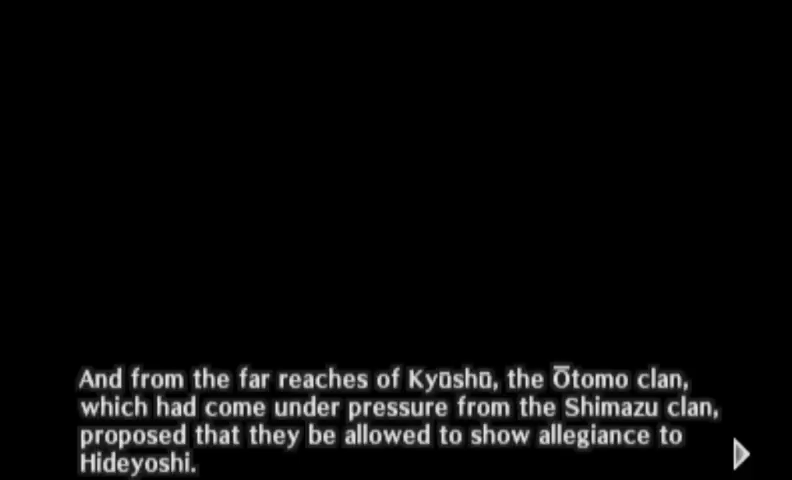 And from the far reaches of Kyūshū, the Ōtomo clan,
which had come under pressure from the Shimazu clan,
proposed that they be allowed to show allegiance to
Hideyoshi.